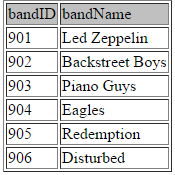 bandID bandName
901 Led Zeppelin
902 Backstreet Boys
903 Piano Guys
904 Eagles
905 Redemption
906 Disturbed